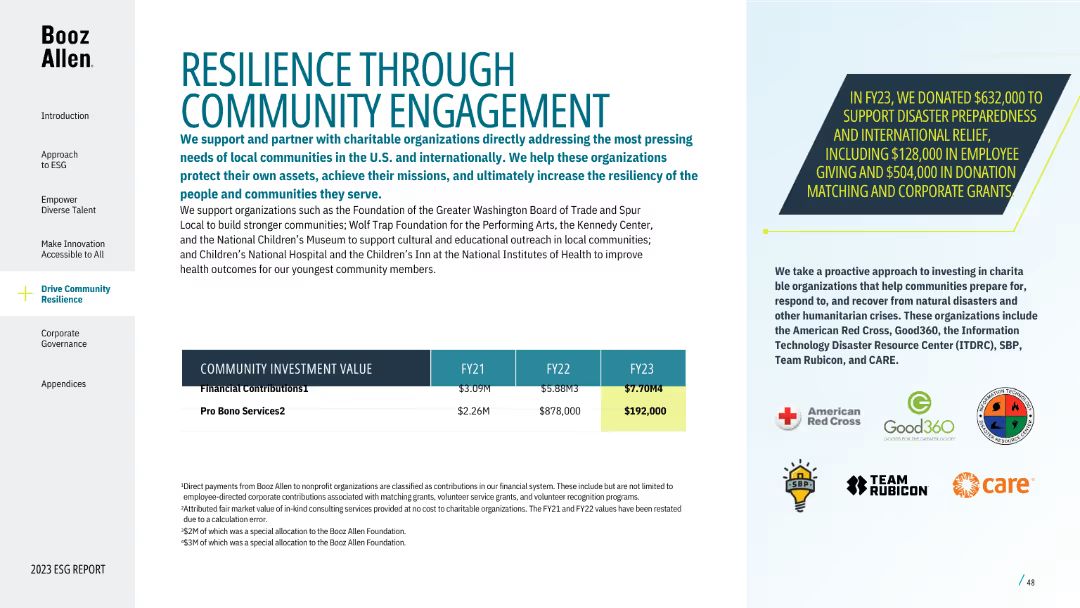 Booz
Allen
Introduction
Approach
to ESG
Empower
Diverse Talent
Make Innovation
Accessible to All
Drive Community
Resilience
Corporate
Governance
Appendices
2023 ESG REPORT
RESILIENCE THROUGH
COMMUNITY ENGAGEMENT
We support and partner with charitable organizations directly addressing the most pressing
needs of local communities in the U.S. and internationally. We help these organizations
protect their own assets, achieve their missions, and ultimately increase the resiliency of the
people and communities they serve.
We support organizations such as the Foundation of the Greater Washington Board of Trade and Spur
Local to build stronger communities; Wolf Trap Foundation for the Performing Arts, the Kennedy Center,
and the National Children's Museum to support cultural and educational outreach in local communities;
and Children's National Hospital and the Children's Inn at the National Institutes of Health to improve
health outcomes for our youngest community members.
COMMUNITY INVESTMENT VALUE FY21 FY22 FY23
Financial Contributions1 $3.09M $5.88M3 $7.70M4
Pro Bono Services2 $2.26M $878,000 $192,000
¹Direct payments from Booz Allen to nonprofit organizations are classified as contributions in our financial system. These include but are not limited to
employee-directed corporate contributions associated with matching grants, volunteer service grants, and volunteer recognition programs.
²Attributed fair market value of in-kind consulting services provided at no cost to charitable organizations. The FY21 and FY22 values have been restated
due to a calculation error.
³$2M of which was a special allocation to the Booz Allen Foundation.
⁴$3M of which was a special allocation to the Booz Allen Foundation.
IN FY23, WE DONATED $632,000 TO
SUPPORT DISASTER PREPAREDNESS
AND INTERNATIONAL RELIEF,
INCLUDING $128,000 IN EMPLOYEE
GIVING AND $504,000 IN DONATION
MATCHING AND CORPORATE GRANTS.
We take a proactive approach to investing in charita
ble organizations that help communities prepare for,
respond to, and recover from natural disasters and
other humanitarian crises. These organizations include
the American Red Cross, Good360, the Information
Technology Disaster Resource Center (ITDRC), SBP,
Team Rubicon, and CARE.
American
Red Cross
Good360
GOODS FOR THE GREATER GOOD
INFORMATION TECHNOLOGY
DISASTER RESOURCE CENTER
SBP
TEAM
RUBICON
care
/ 48